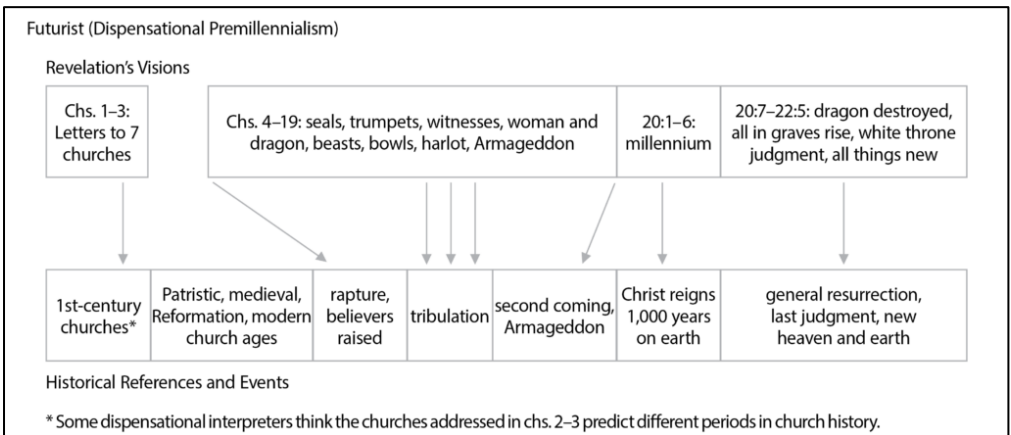 Futurist (Dispensational Premillennialism)
Revelation’s Visions
Chs. 1–3:
Letters to 7
churches
Chs. 4–19: seals, trumpets, witnesses, woman and
dragon, beasts, bowls, harlot, Armageddon
20:1–6:
millennium
20:7–22:5: dragon destroyed,
all in graves rise, white throne
judgment, all things new
1st-century
churches*
Patristic, medieval,
Reformation, modern
church ages
rapture,
believers
raised
tribulation
second coming,
Armageddon
Christ reigns
1,000 years
on earth
general resurrection,
last judgment, new
heaven and earth
Historical References and Events
* Some dispensational interpreters think the churches addressed in chs. 2–3 predict different periods in church history.